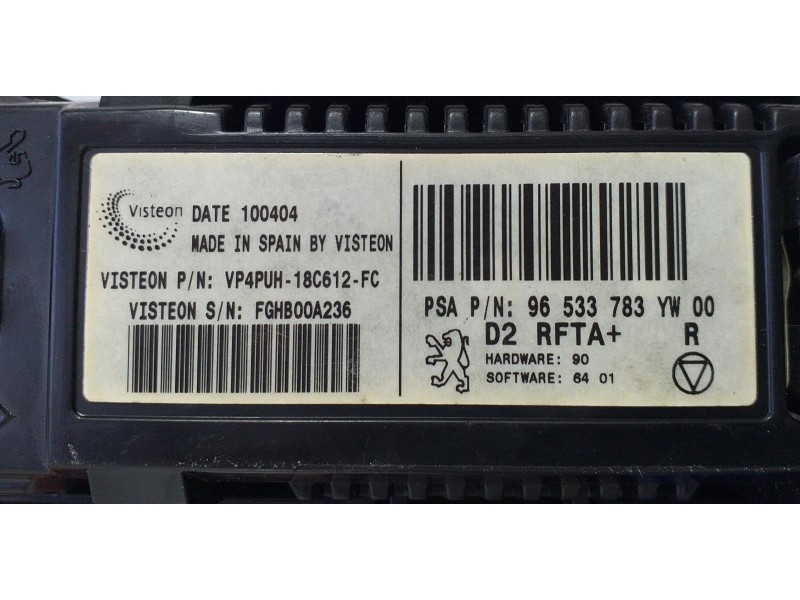 Visteon
DATE 100404
MADE IN SPAIN BY VISTEON
VISTEON P/N: VP4PUH-18C612-FC
VISTEON S/N: FGHB00A236
PSA P/N: 96 533 783 YW 00
D2 RFTA+ R
HARDWARE: 90
SOFTWARE: 64 01